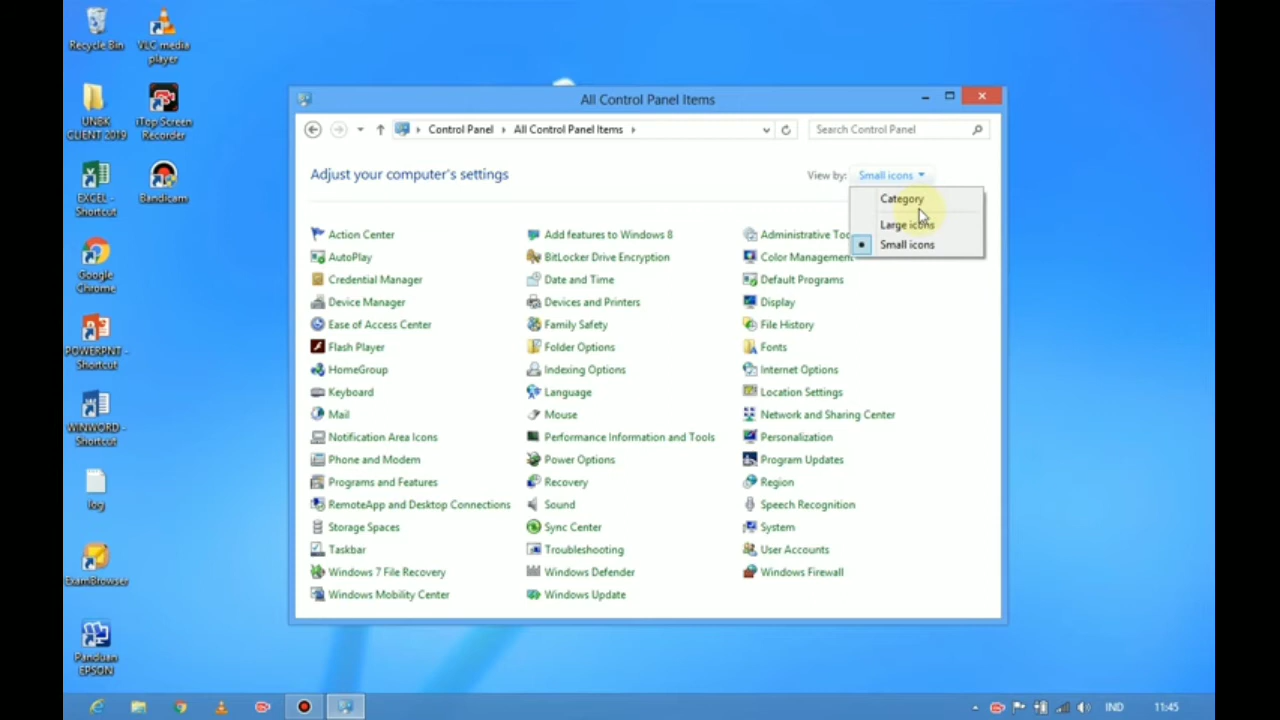 Recycle Bin
VLC media
player
UNBK
CLIENT 2019
iTop Screen
Recorder
EXCEL -
Shortcut
Bandicam
Google
Chrome
POWERPNT -
Shortcut
WINWORD -
Shortcut
log
ExamBrowser
Panduan
EPSON
All Control Panel Items
Control Panel
All Control Panel Items
Search Control Panel
Adjust your computer's settings
View by:
Small icons
Category
Large icons
Small icons
Action Center
Add features to Windows 8
Administrative Too
AutoPlay
BitLocker Drive Encryption
Color Management
Credential Manager
Date and Time
Default Programs
Device Manager
Devices and Printers
Display
Ease of Access Center
Family Safety
File History
Flash Player
Folder Options
Fonts
HomeGroup
Indexing Options
Internet Options
Keyboard
Language
Location Settings
Mail
Mouse
Network and Sharing Center
Notification Area Icons
Performance Information and Tools
Personalization
Phone and Modem
Power Options
Program Updates
Programs and Features
Recovery
Region
RemoteApp and Desktop Connections
Sound
Speech Recognition
Storage Spaces
Sync Center
System
Taskbar
Troubleshooting
User Accounts
Windows 7 File Recovery
Windows Defender
Windows Firewall
Windows Mobility Center
Windows Update
IND
11:45